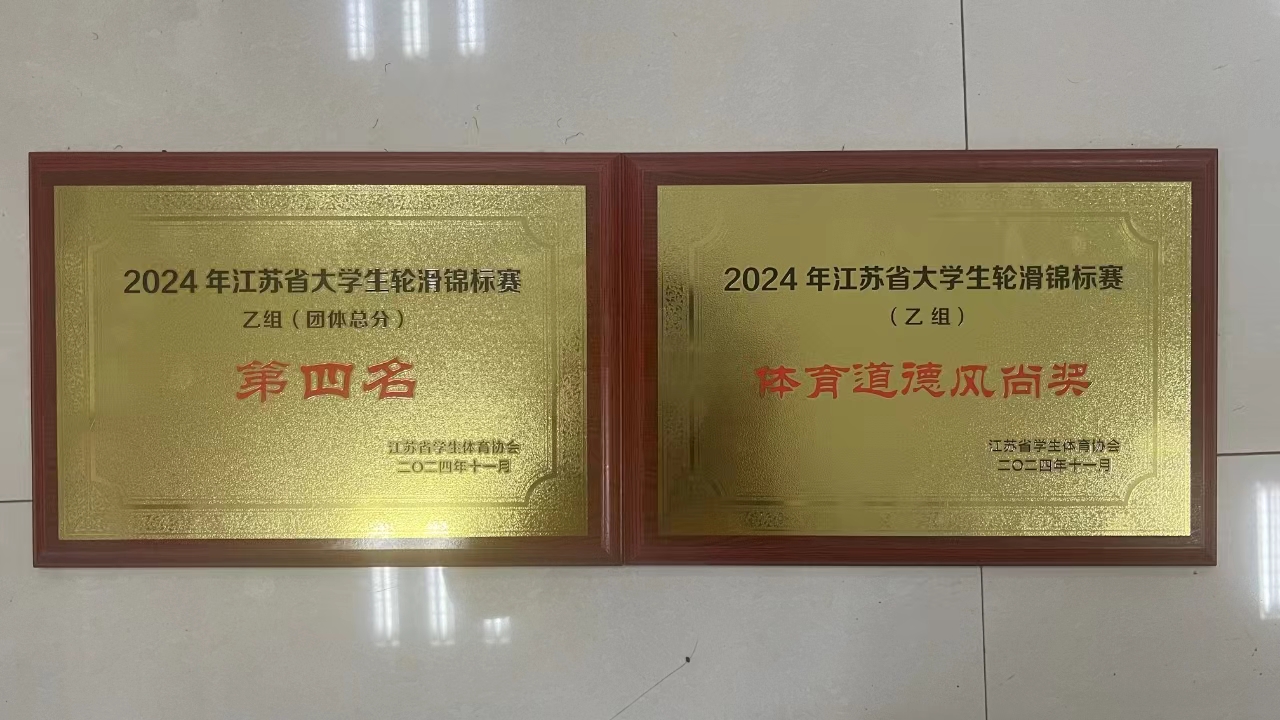 2024 年江苏省大学生轮滑锦标赛
乙组（团体总分）
第四名
江苏省学生体育协会
二〇二四年十一月
2024 年江苏省大学生轮滑锦标赛
（乙组）
体育道德风尚奖
江苏省学生体育协会
二〇二四年十一月